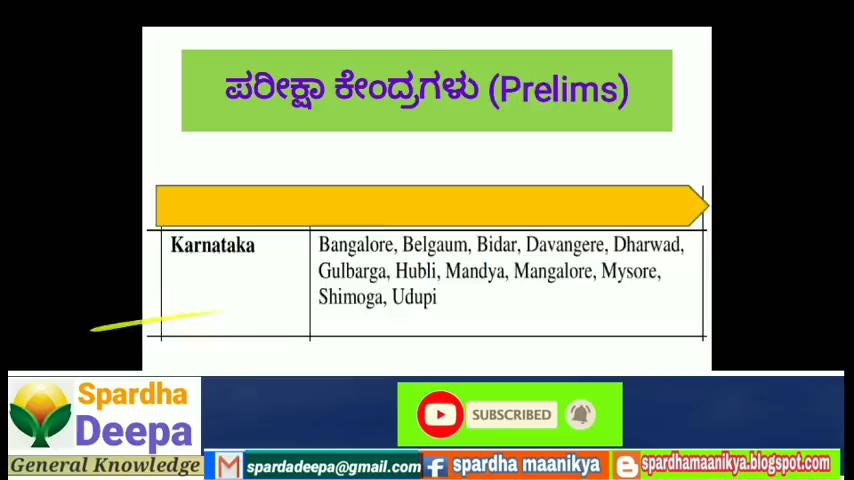 ಪರೀಕ್ಷಾ ಕೇಂದ್ರಗಳು (Prelims)
Karnataka
Bangalore, Belgaum, Bidar, Davangere, Dharwad,
Gulbarga, Hubli, Mandya, Mangalore, Mysore,
Shimoga, Udupi
Spardha
Deepa
General Knowledge
SUBSCRIBED
spardadeepa@gmail.com
spardha maanikya
spardhamaanikya.blogspot.com